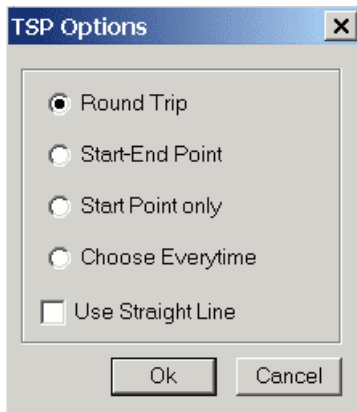 TSP Options
Round Trip
Start-End Point
Start Point only
Choose Everytime
Use Straight Line
Ok Cancel